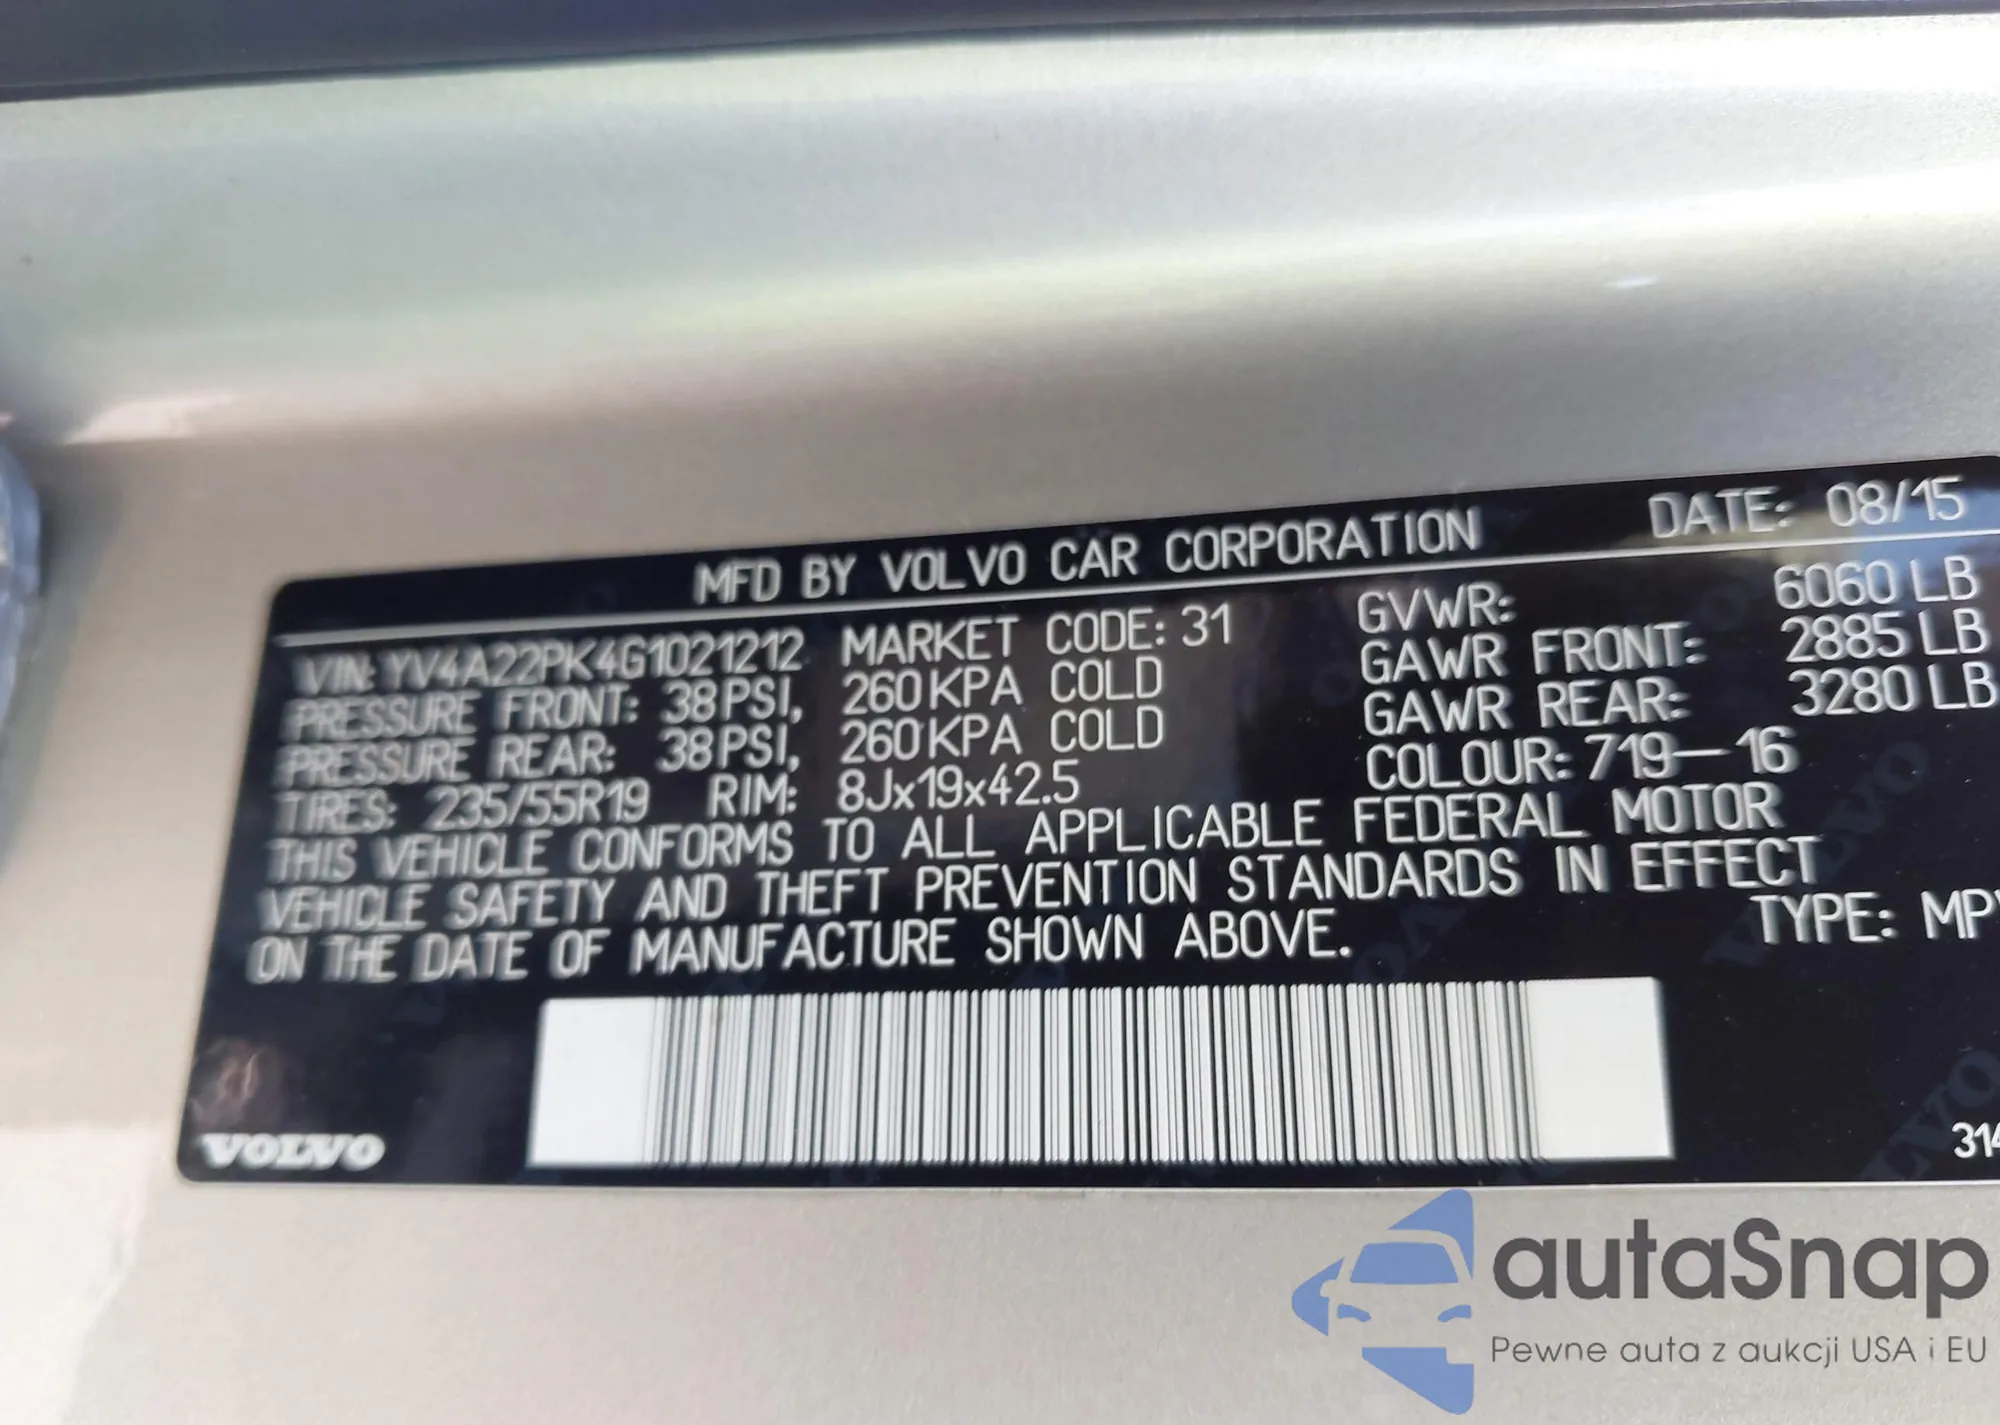 MFD BY VOLVO CAR CORPORATION DATE: 08/15
VIN: YV4A22PK4G1021212 MARKET CODE: 31 GVWR: 6060 LB
PRESSURE FRONT: 38 PSI, 260 KPA COLD GAWR FRONT: 2885 LB
PRESSURE REAR: 38 PSI, 260 KPA COLD GAWR REAR: 3280 LB
TIRES: 235/55R19 RIM: 8Jx19x42.5 COLOUR: 719-16
THIS VEHICLE CONFORMS TO ALL APPLICABLE FEDERAL MOTOR
VEHICLE SAFETY AND THEFT PREVENTION STANDARDS IN EFFECT
ON THE DATE OF MANUFACTURE SHOWN ABOVE. TYPE: MPV
VOLVO
314
autaSnap
Pewne auta z aukcji USA i EU